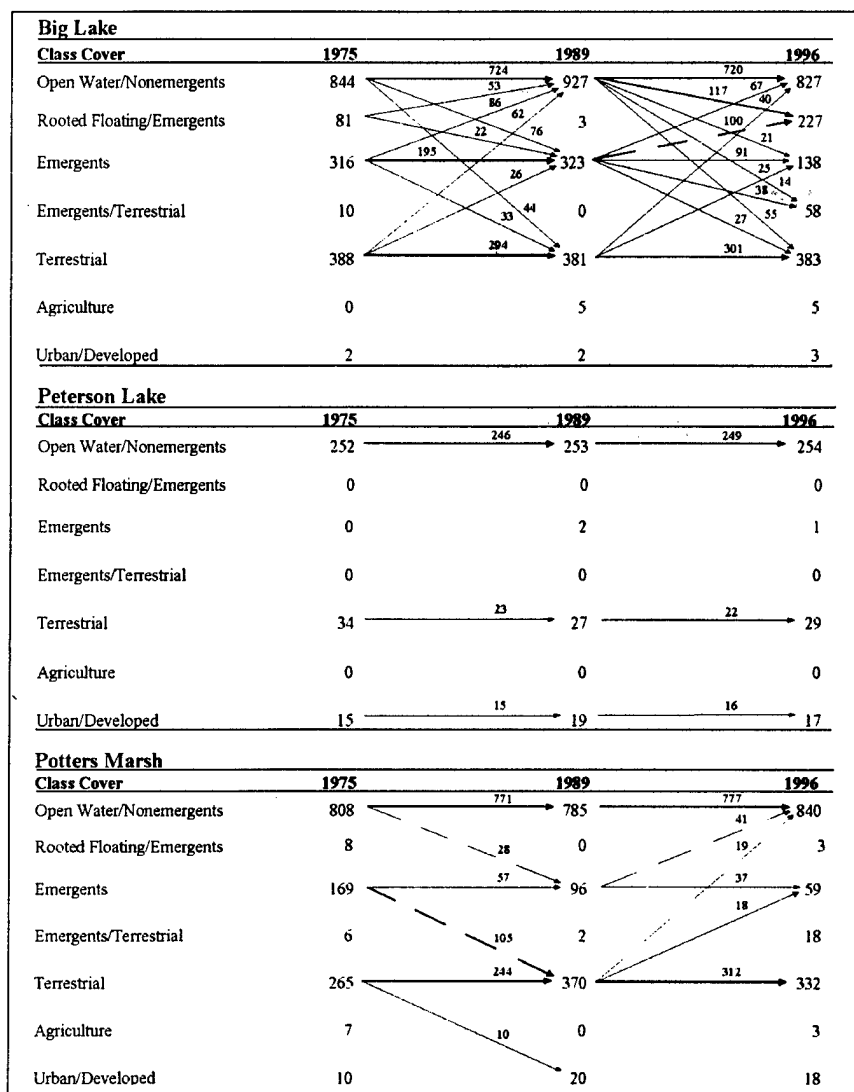 Big Lake
Class Cover 1975 1989 1996
724 720
Open Water/Nonemergents 844 53 927 67 827
86 117 40
62
Rooted Floating/Emergents 81 22 76 3 100 227
21
195 91
Emergents 316 323 25 138
26 14
38
Emergents/Terrestrial 10 33 44 0 27 55 58
294 301
Terrestrial 388 381 383
Agriculture 0 5 5
Urban/Developed 2 2 3
Peterson Lake
Class Cover 1975 1989 1996
246 249
Open Water/Nonemergents 252 253 254
Rooted Floating/Emergents 0 0 0
Emergents 0 2 1
Emergents/Terrestrial 0 0 0
23 22
Terrestrial 34 27 29
Agriculture 0 0 0
15 16
Urban/Developed 15 19 17
Potters Marsh
Class Cover 1975 1989 1996
771 777
Open Water/Nonemergents 808 785 840
41
Rooted Floating/Emergents 8 28 0 19 3
57 37
Emergents 169 96 59
18
Emergents/Terrestrial 6 105 2 18
244 312
Terrestrial 265 370 332
Agriculture 7 10 0 3
Urban/Developed 10 20 18